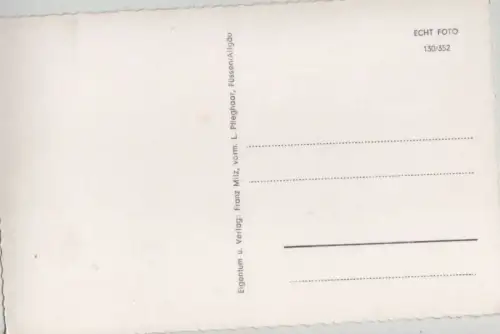 ECHT FOTO
130/352
Eigentum u. Verlag: Franz Milz, vorm. L. Pfleghaar, Füssen/Allgäu